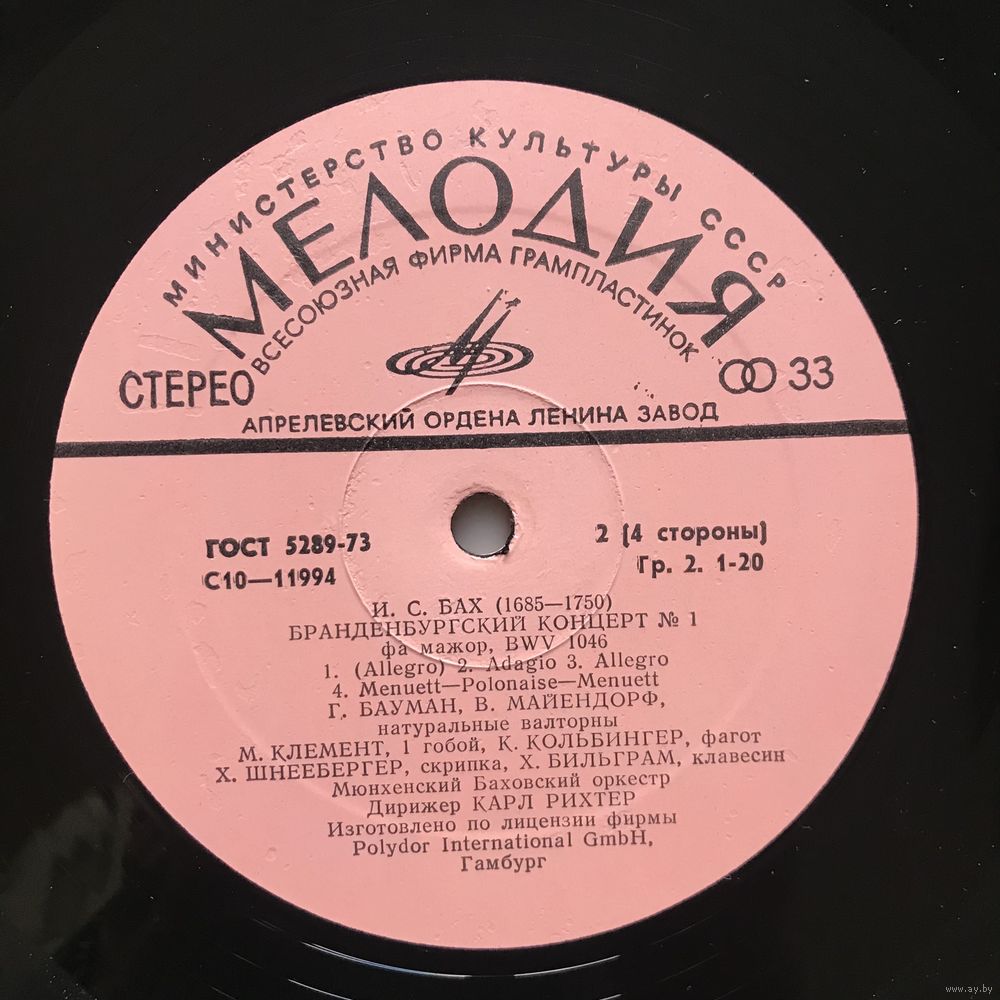 МИНИСТЕРСТВО КУЛЬТУРЫ СССР
МЕЛОДИЯ
ВСЕСОЮЗНАЯ ФИРМА ГРАМПЛАСТИНОК
СТЕРЕО
33
АПРЕЛЕВСКИЙ ОРДЕНА ЛЕНИНА ЗАВОД
ГОСТ 5289-73
2 (4 стороны)
С10—11994
Гр. 2. 1-20
И. С. БАХ (1685—1750)
БРАНДЕНБУРГСКИЙ КОНЦЕРТ № 1
фа мажор, BWV 1046
1. (Allegro) 2. Adagio 3. Allegro
4. Menuett—Polonaise—Menuett
Г. БАУМАН, В. МАЙЕНДОРФ,
натуральные валторны
М. КЛЕМЕНТ, 1 гобой, К. КОЛЬБИНГЕР, фагот
Х. ШНЕЕБЕРГЕР, скрипка, Х. БИЛЬГРАМ, клавесин
Мюнхенский Баховский оркестр
Дирижер КАРЛ РИХТЕР
Изготовлено по лицензии фирмы
Polydor International GmbH,
Гамбург
www.ay.by